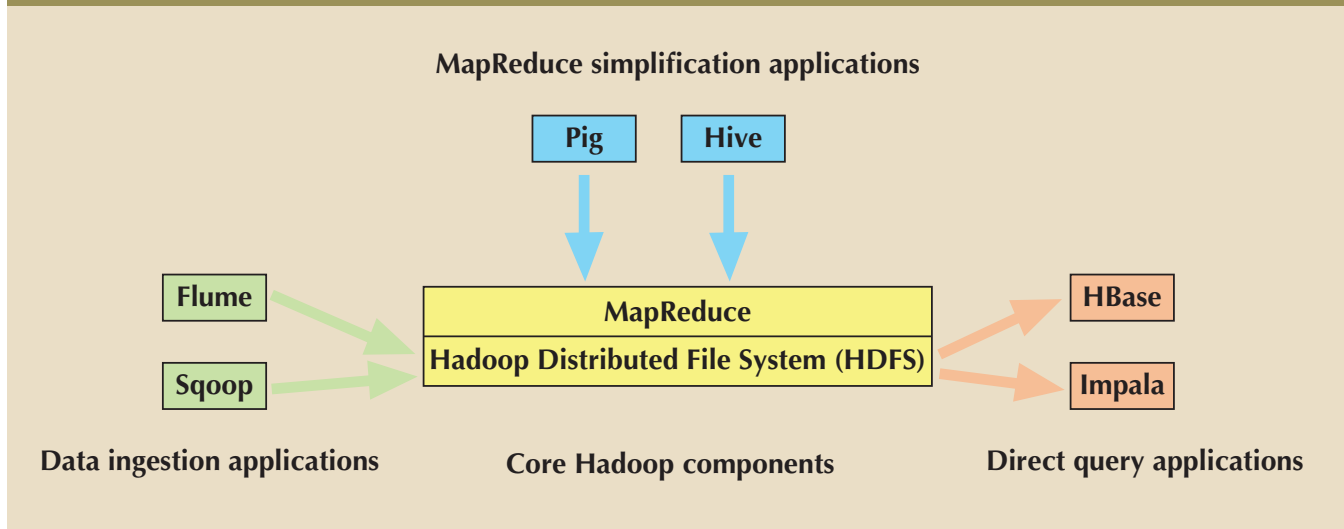 MapReduce simplification applications
Pig
Hive
Flume
Sqoop
MapReduce
Hadoop Distributed File System (HDFS)
HBase
Impala
Data ingestion applications
Core Hadoop components
Direct query applications